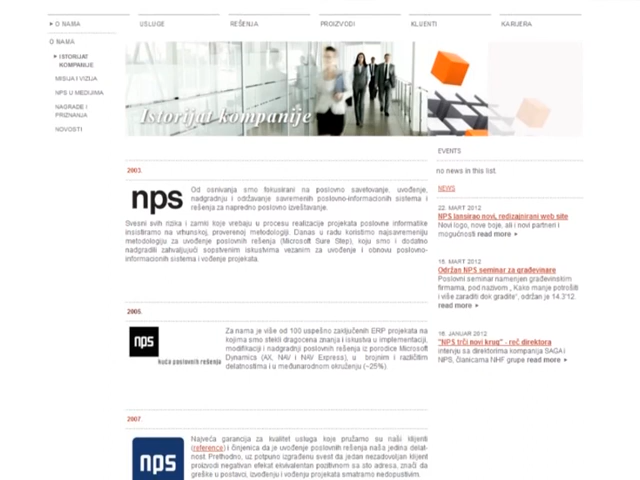 O NAMA
USLUGE
REŠENJA
PROIZVODI
KLIJENTI
KARIJERA
O NAMA
ISTORIJAT
KOMPANIJE
MISIJA I VIZIJA
NPS U MEDIJIMA
NAGRADE I
PRIZNANJA
NOVOSTI
Istorijat kompanije
2003.
nps
Od osnivanja smo fokusirani na poslovno savetovanje, uvođenje,
nadgradnju i održavanje savremenih poslovno-informacionih sistema i
rešenja za napredno poslovno izveštavanje.
Svesni svih rizika i zamki koje vrebaju u procesu realizacije projekata poslovne informatike
insistiramo na vrhunskoj, proverenoj metodologiji. Danas u radu koristimo najsavremeniju
metodologiju za uvođenje poslovnih rešenja (Microsoft Sure Step), koju smo i dodatno
nadgradili zahvaljujući sopstvenim iskustvima vezanim za uvođenje i obnovu poslovno-
informacionih sistema i vođenje projekata.
2005.
nps
kuća poslovnih rešenja
Za nama je više od 100 uspešno zaključenih ERP projekata na
kojima smo stekli dragocena znanja i iskustva u implementaciji,
modifikaciji i nadgradnji poslovnih rešenja iz porodice Microsoft
Dynamics (AX, NAV i NAV Express), u brojnim i različitim
delatnostima i u međunarodnom okruženju (~25%).
2007.
nps
Najveća garancija za kvalitet usluga koje pružamo su naši klijenti
(reference) i činjenica da je uvođenje poslovnih rešenja naša jedina delat-
nost. Prethodno, uz potpuno izgrađenu svest da jedan nezadovoljan klijent
proizvodi negativan efekat ekvivalentan pozitivnom sa sto adresa, znači da
greške u postavci, izvođenju i vođenju projekata smatramo nedopustivim.
EVENTS
no news in this list.
NEWS
22. MART 2012
NPS lansirao novi, redizajnirani web site
Novi logo, nove boje, ali i novi partneri i
mogućnosti read more
15. MART 2012
Održan NPS seminar za građevinare
Poslovni seminar namenjen građevinskim
firmama, pod nazivom „ Kako manje potrošiti
i više zaraditi dok gradite", održan je 14.3'12.
read more
16. JANUAR 2012
"NPS trči novi krug" - reč direktora
intervju sa direktorima kompanija SAGA i
NPS, članicama NHF grupe read more